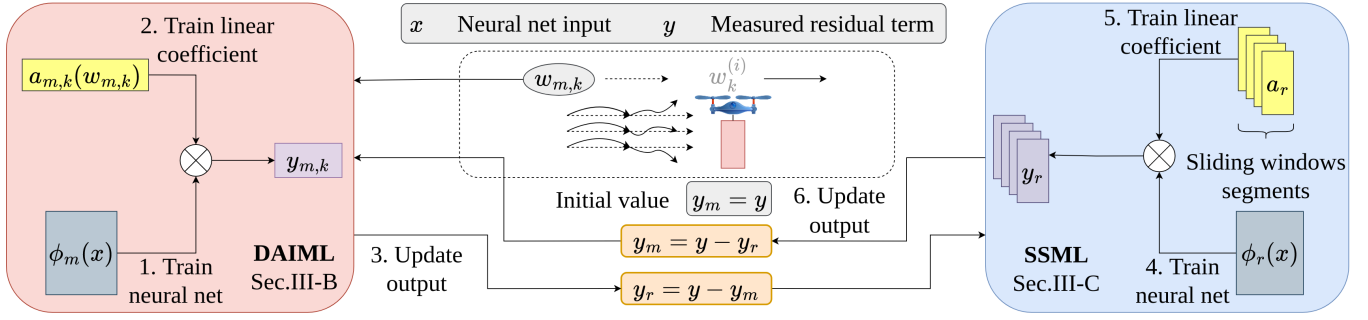 x Neural net input y Measured residual term
2. Train linear
coefficient
a_{m,k}(w_{m,k})
y_{m,k}
ϕ_m(x)
1. Train
neural net
DAIML
Sec.III-B
w_{m,k}
w_k^{(i)}
Initial value y_m = y
y_m = y − y_r
y_r = y − y_m
3. Update
output
6. Update
output
5. Train linear
coefficient
a_r
Sliding windows
segments
y_r
SSML
Sec.III-C
4. Train
neural net
ϕ_r(x)